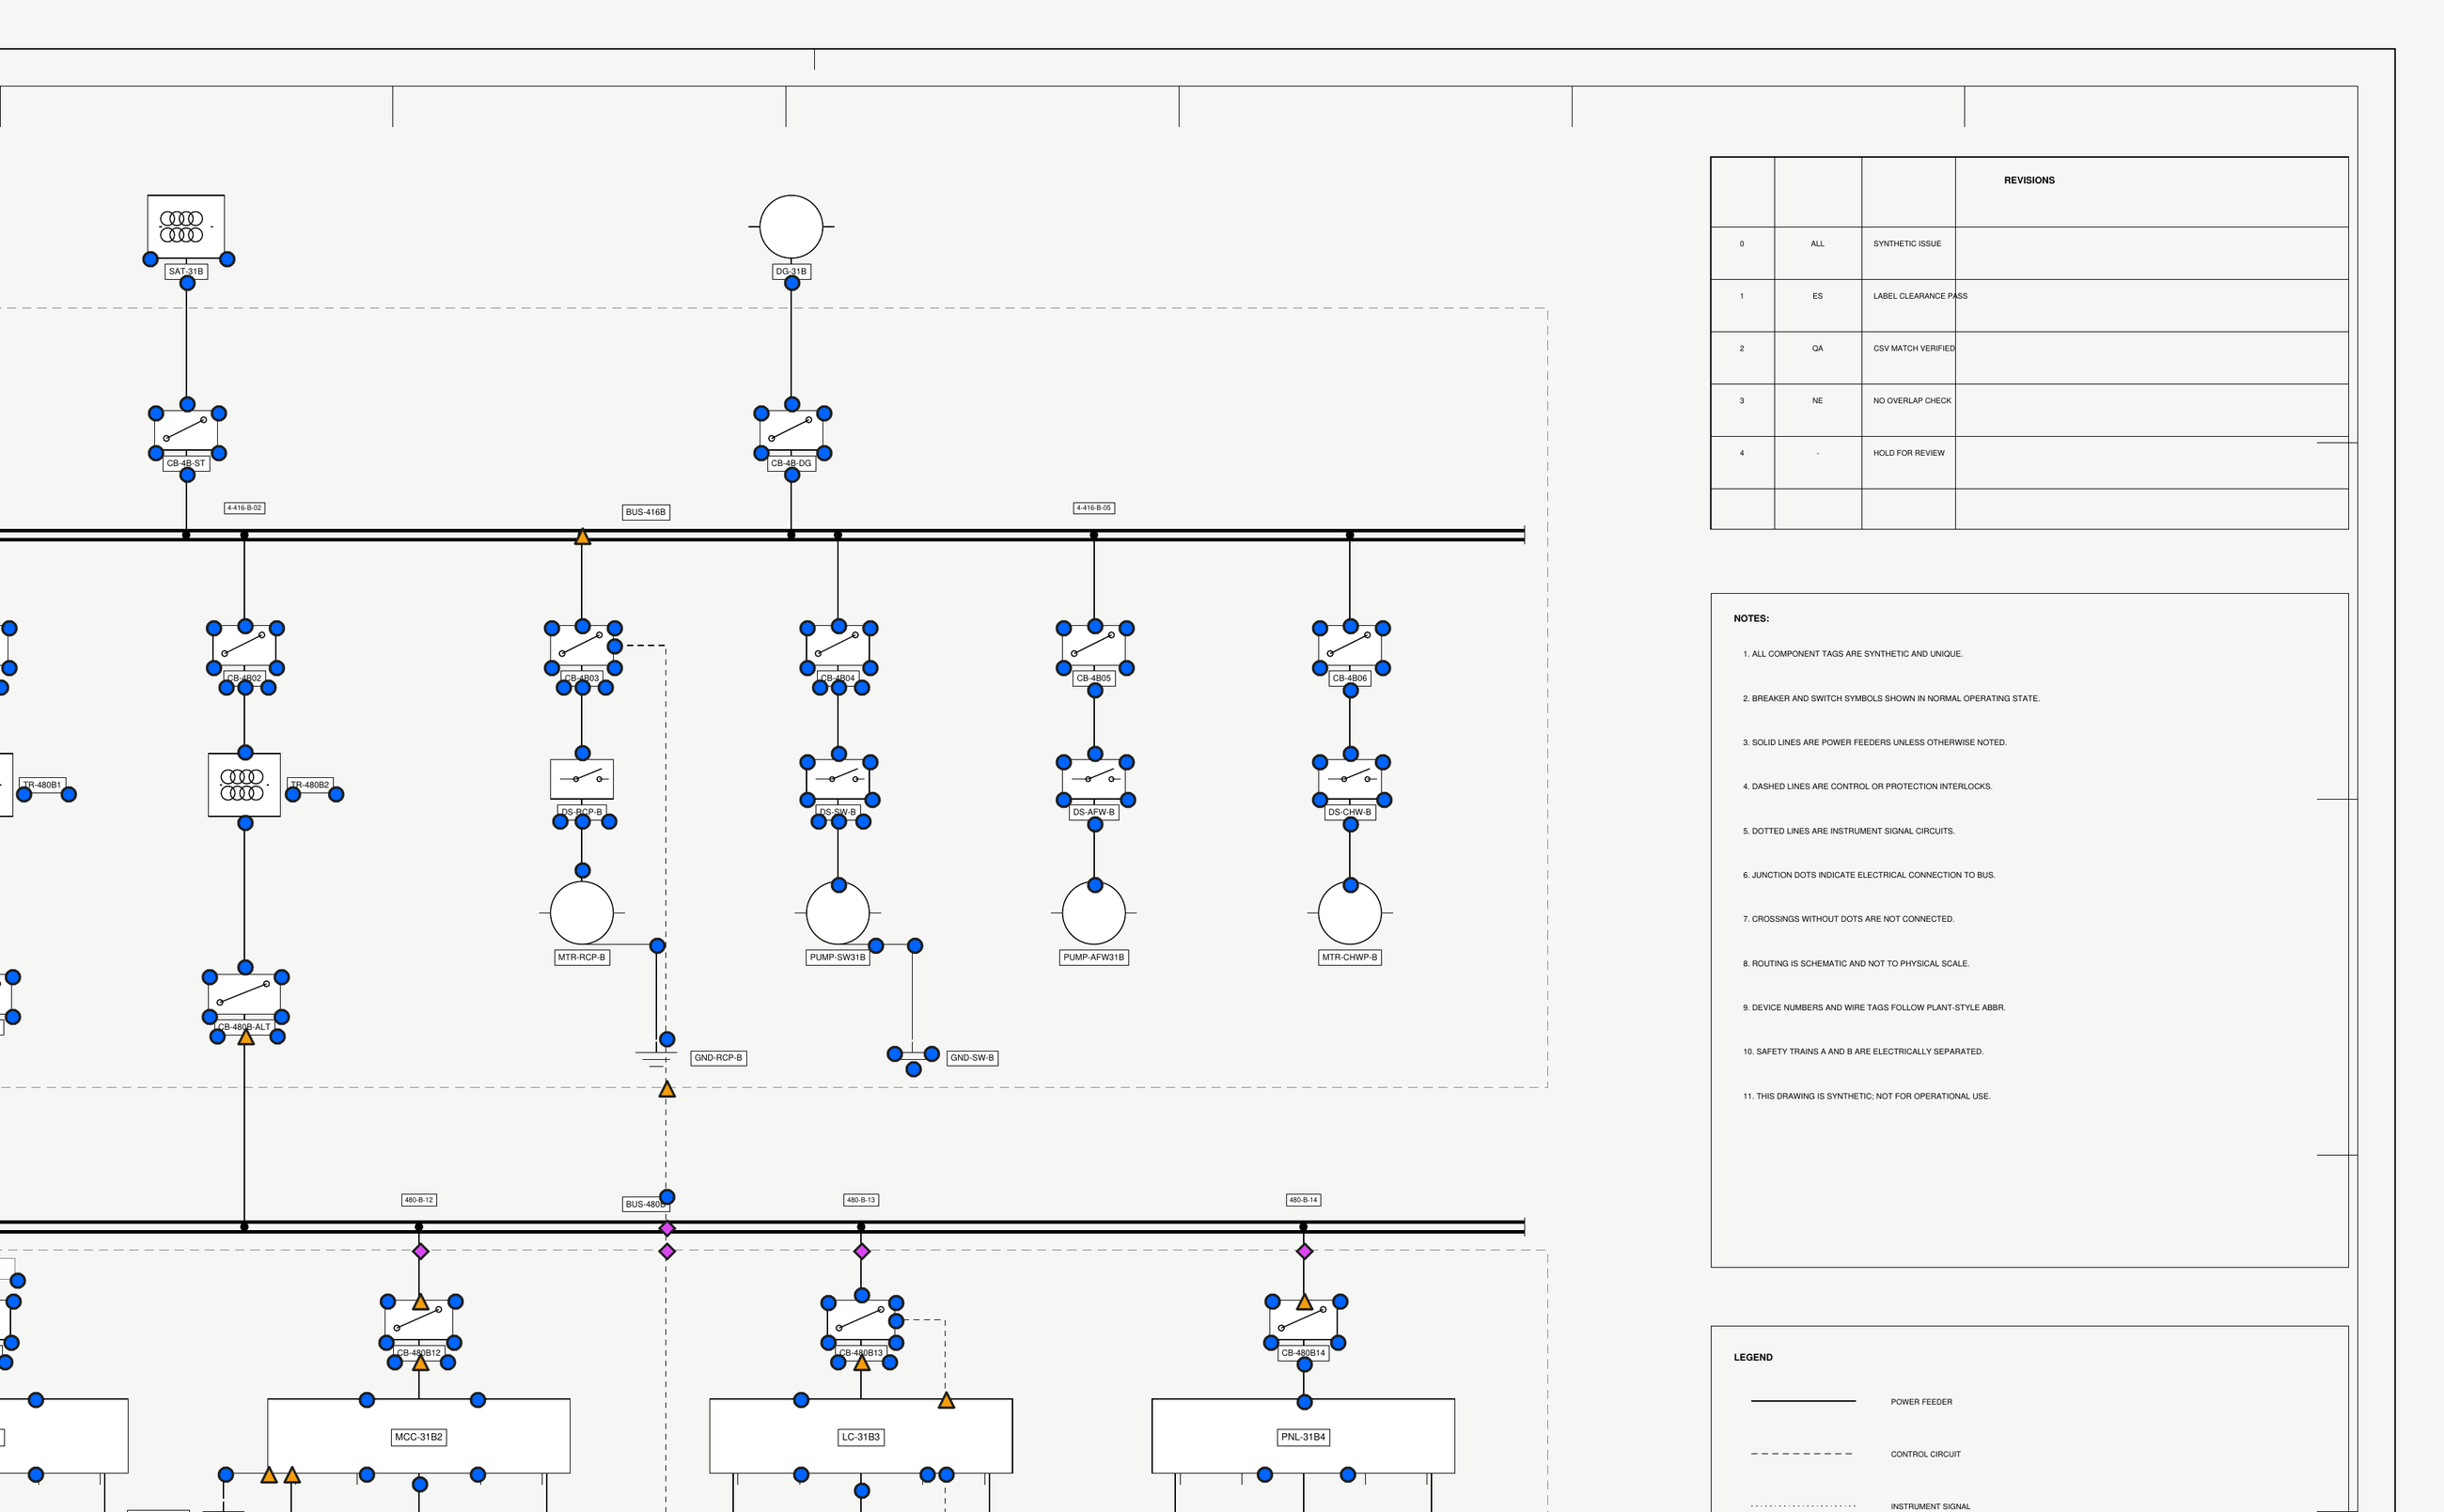 REVISIONS
0 ALL SYNTHETIC ISSUE
1 ES LABEL CLEARANCE PASS
2 QA CSV MATCH VERIFIED
3 NE NO OVERLAP CHECK
4 - HOLD FOR REVIEW
SAT-31B
DG-31B
CB-4B-ST
CB-4B-DG
4-416-B-02
BUS-416B
4-416-B-05
CB-4B02
CB-4B03
CB-4B04
CB-4B05
CB-4B06
TR-480B1
TR-480B2
DS-RCP-B
DS-SW-B
DS-AFW-B
DS-CHW-B
MTR-RCP-B
PUMP-SW31B
PUMP-AFW31B
MTR-CHWP-B
CB-480B-ALT
GND-RCP-B
GND-SW-B
480-B-12
BUS-480B
480-B-13
480-B-14
CB-480B12
CB-480B13
CB-480B14
MCC-31B2
LC-31B3
PNL-31B4
NOTES:
1. ALL COMPONENT TAGS ARE SYNTHETIC AND UNIQUE.
2. BREAKER AND SWITCH SYMBOLS SHOWN IN NORMAL OPERATING STATE.
3. SOLID LINES ARE POWER FEEDERS UNLESS OTHERWISE NOTED.
4. DASHED LINES ARE CONTROL OR PROTECTION INTERLOCKS.
5. DOTTED LINES ARE INSTRUMENT SIGNAL CIRCUITS.
6. JUNCTION DOTS INDICATE ELECTRICAL CONNECTION TO BUS.
7. CROSSINGS WITHOUT DOTS ARE NOT CONNECTED.
8. ROUTING IS SCHEMATIC AND NOT TO PHYSICAL SCALE.
9. DEVICE NUMBERS AND WIRE TAGS FOLLOW PLANT-STYLE ABBR.
10. SAFETY TRAINS A AND B ARE ELECTRICALLY SEPARATED.
11. THIS DRAWING IS SYNTHETIC; NOT FOR OPERATIONAL USE.
LEGEND
POWER FEEDER
CONTROL CIRCUIT
INSTRUMENT SIGNAL